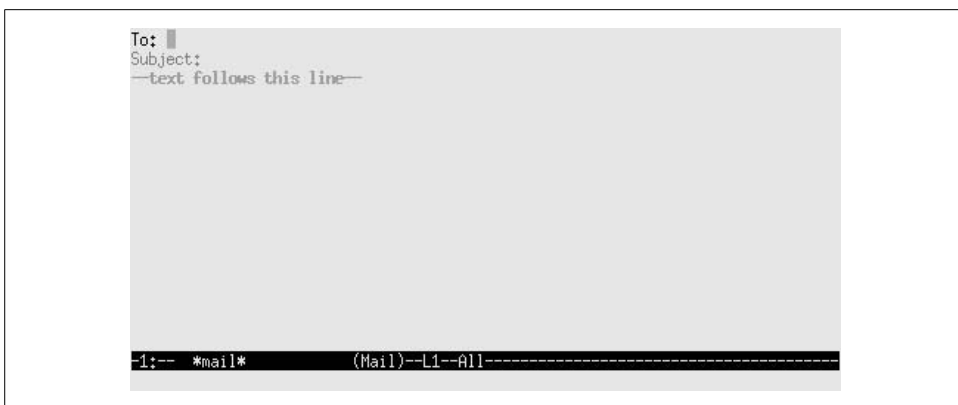 To:
Subject:
--text follows this line--
-1:--  *mail*          (Mail)--L1--All----------------------------------------